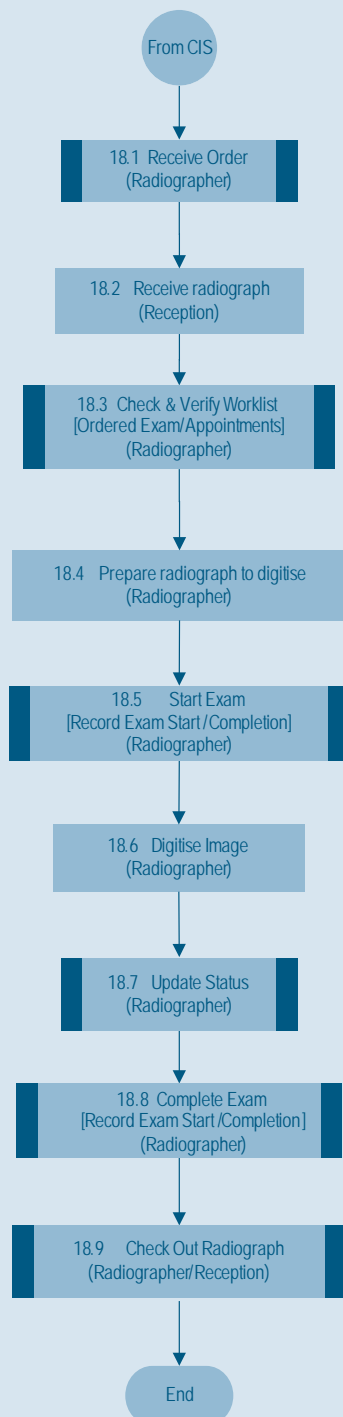 From CIS
18.1 Receive Order
(Radiographer)
18.2 Receive radiograph
(Reception)
18.3 Check & Verify Worklist
[Ordered Exam/Appointments]
(Radiographer)
18.4 Prepare radiograph to digitise
(Radiographer)
18.5 Start Exam
[Record Exam Start/Completion]
(Radiographer)
18.6 Digitise Image
(Radiographer)
18.7 Update Status
(Radiographer)
18.8 Complete Exam
[Record Exam Start/Completion]
(Radiographer)
18.9 Check Out Radiograph
(Radiographer/Reception)
End